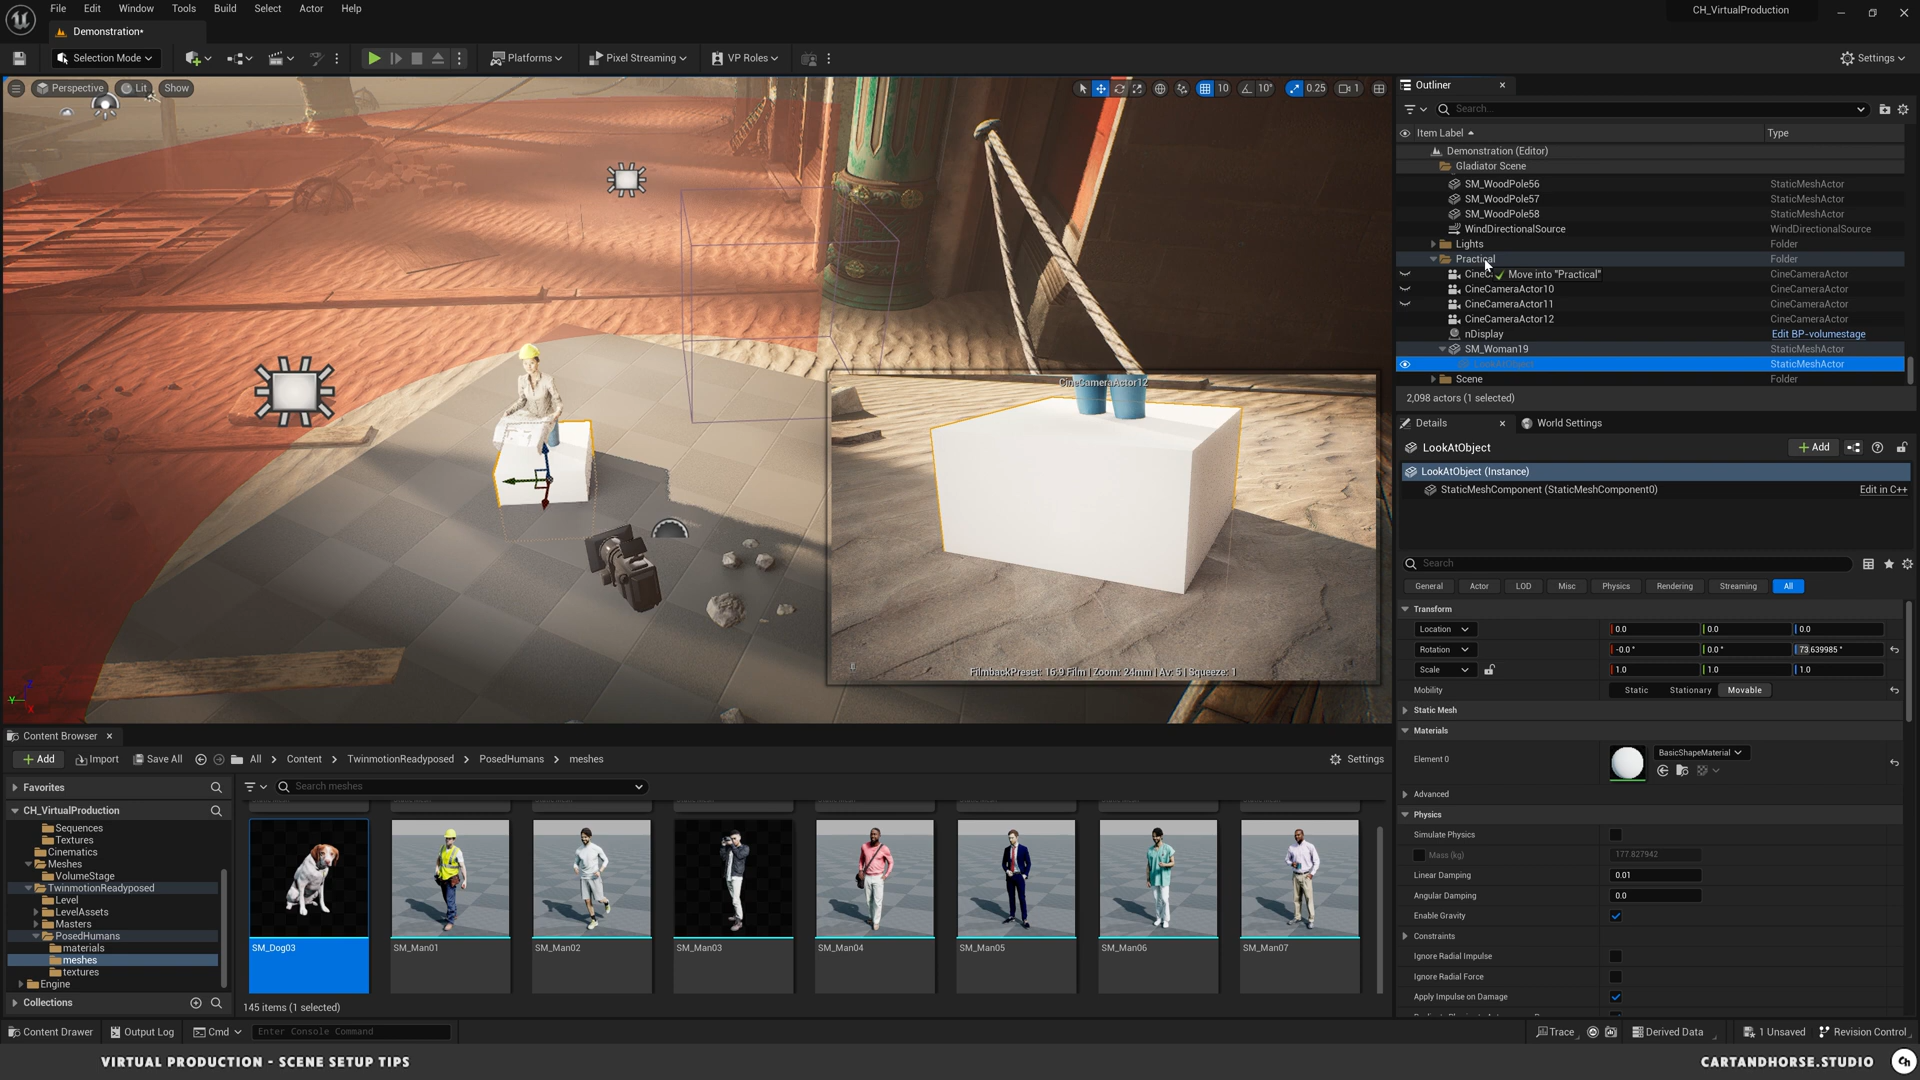 File Edit Window Tools Build Select Actor Help
CH_VirtualProduction
Demonstration*
Selection Mode
Platforms
Pixel Streaming
VP Roles
Settings
Perspective
Lit
Show
10
10°
0.25
1
CineCameraActor12
FilmbackPreset: 16:9 Film | Zoom: 24mm | Av: 5 | Squeeze: 1
Z
Y
X
Outliner
Search...
Item Label
Type
Demonstration (Editor)
Gladiator Scene
SM_WoodPole56 StaticMeshActor
SM_WoodPole57 StaticMeshActor
SM_WoodPole58 StaticMeshActor
WindDirectionalSource WindDirectionalSource
Lights Folder
Practical Folder
CineC Move into "Practical" CineCameraActor
CineCameraActor10 CineCameraActor
CineCameraActor11 CineCameraActor
CineCameraActor12 CineCameraActor
nDisplay Edit BP-volumestage
SM_Woman19 StaticMeshActor
LookAtObject StaticMeshActor
Scene Folder
2,098 actors (1 selected)
Details
World Settings
LookAtObject
Add
LookAtObject (Instance)
StaticMeshComponent (StaticMeshComponent0) Edit in C++
Search
General Actor LOD Misc Physics Rendering Streaming All
Transform
Location 0.0 0.0 0.0
Rotation -0.0° 0.0° 73.639985°
Scale 1.0 1.0 1.0
Mobility Static Stationary Movable
Static Mesh
Materials
Element 0 BasicShapeMaterial
Advanced
Physics
Simulate Physics
Mass (kg) 177.827942
Linear Damping 0.01
Angular Damping 0.0
Enable Gravity
Constraints
Ignore Radial Impulse
Ignore Radial Force
Apply Impulse on Damage
Content Browser
Add
Import
Save All
All > Content > TwinmotionReadyposed > PosedHumans > meshes
Settings
Favorites
CH_VirtualProduction
Sequences
Textures
Cinematics
Meshes
VolumeStage
TwinmotionReadyposed
Level
LevelAssets
Masters
PosedHumans
materials
meshes
textures
Engine
Collections
Search meshes
SM_Dog03
SM_Man01
SM_Man02
SM_Man03
SM_Man04
SM_Man05
SM_Man06
SM_Man07
145 items (1 selected)
Content Drawer
Output Log
Cmd
Enter Console Command
Trace
Derived Data
1 Unsaved
Revision Control
VIRTUAL PRODUCTION - SCENE SETUP TIPS
CARTANDHORSE.STUDIO